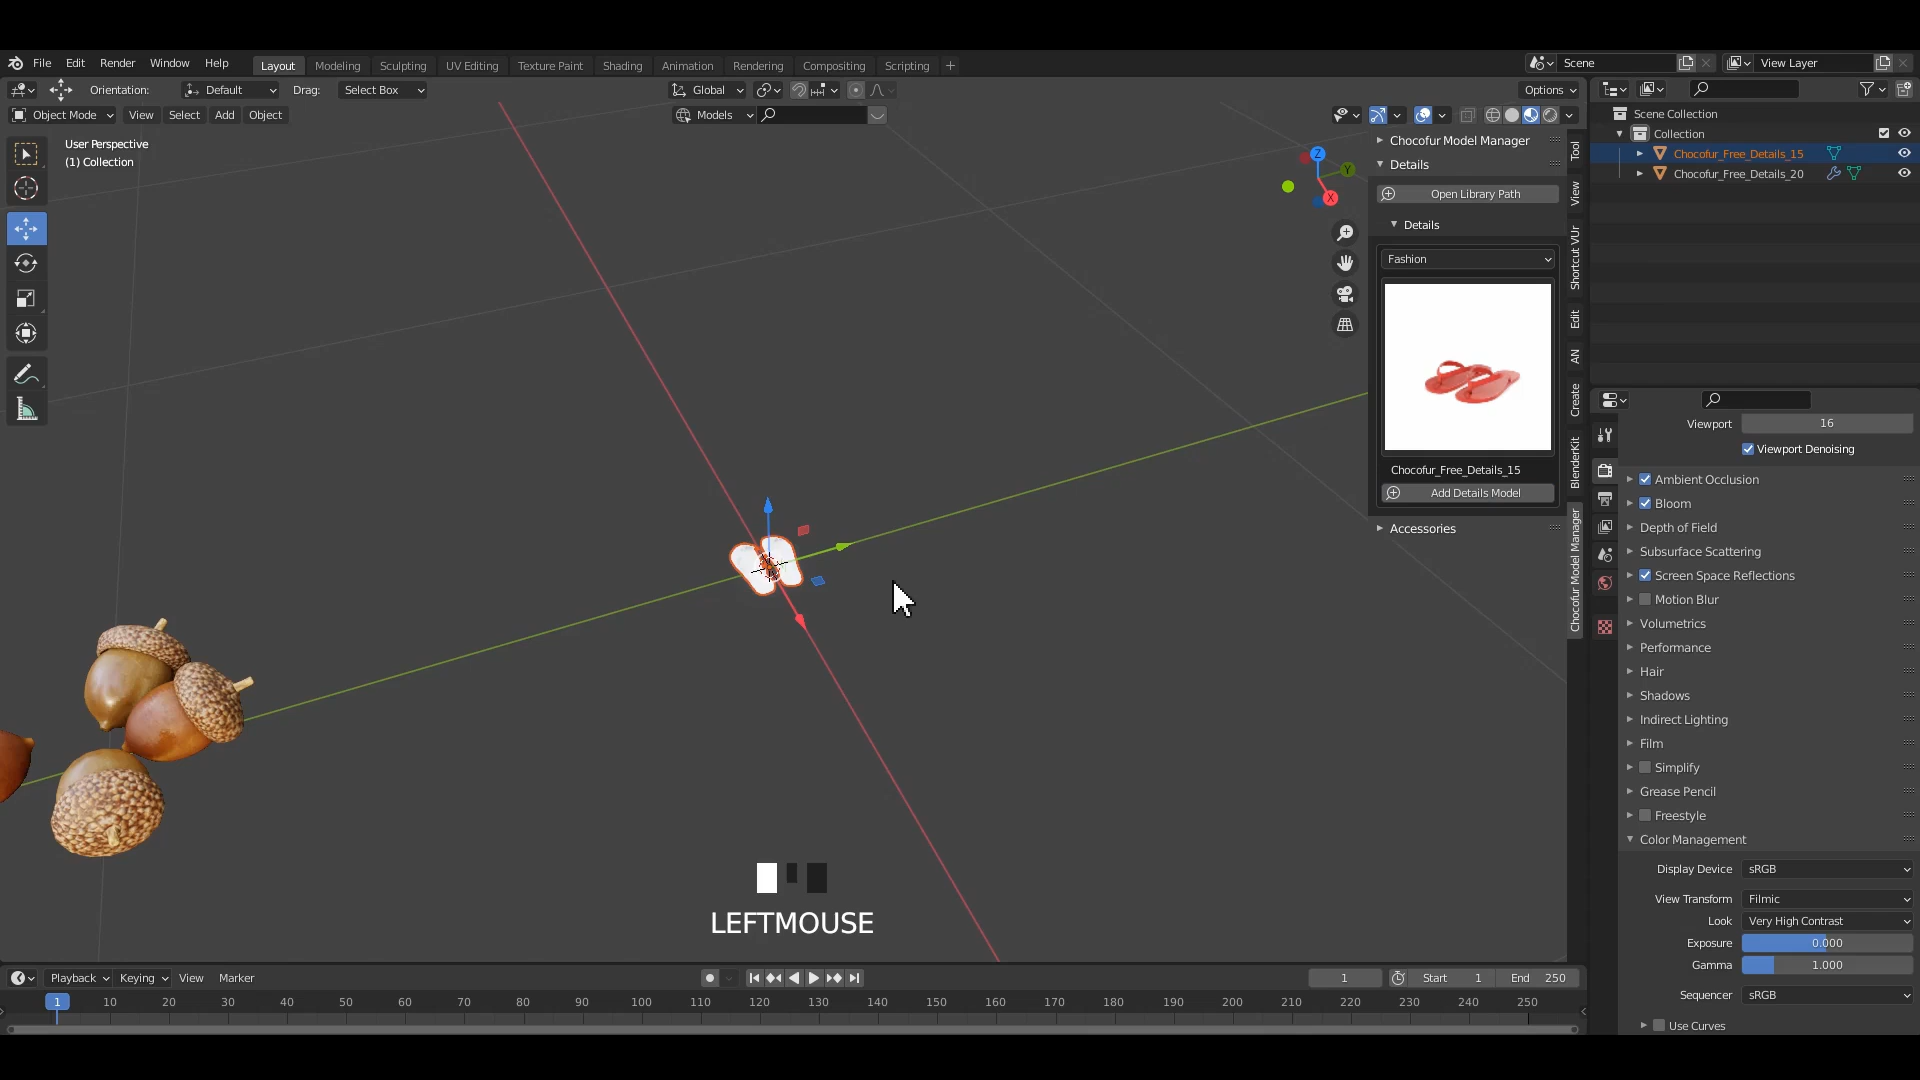 File Edit Render Window Help Layout Modeling Sculpting UV Editing Texture Paint Shading Animation Rendering Compositing Scripting + Scene View Layer
Orientation: Default Drag: Select Box Global Options
Object Mode View Select Add Object Models
User Perspective
(1) Collection
Z
Y
X
Chocofur Model Manager
Details
Open Library Path
Details
Fashion
Chocofur_Free_Details_15
Add Details Model
Accessories
Tool
View
Shortcut VUr
Edit
AN
Create
BlenderKit
Chocofur Model Manager
Scene Collection
Collection
Chocofur_Free_Details_15
Chocofur_Free_Details_20
Viewport 16
Viewport Denoising
Ambient Occlusion
Bloom
Depth of Field
Subsurface Scattering
Screen Space Reflections
Motion Blur
Volumetrics
Performance
Hair
Shadows
Indirect Lighting
Film
Simplify
Grease Pencil
Freestyle
Color Management
Display Device sRGB
View Transform Filmic
Look Very High Contrast
Exposure 0.000
Gamma 1.000
Sequencer sRGB
Use Curves
LEFTMOUSE
Playback Keying View Marker 1 Start 1 End 250
1 10 20 30 40 50 60 70 80 90 100 110 120 130 140 150 160 170 180 190 200 210 220 230 240 250